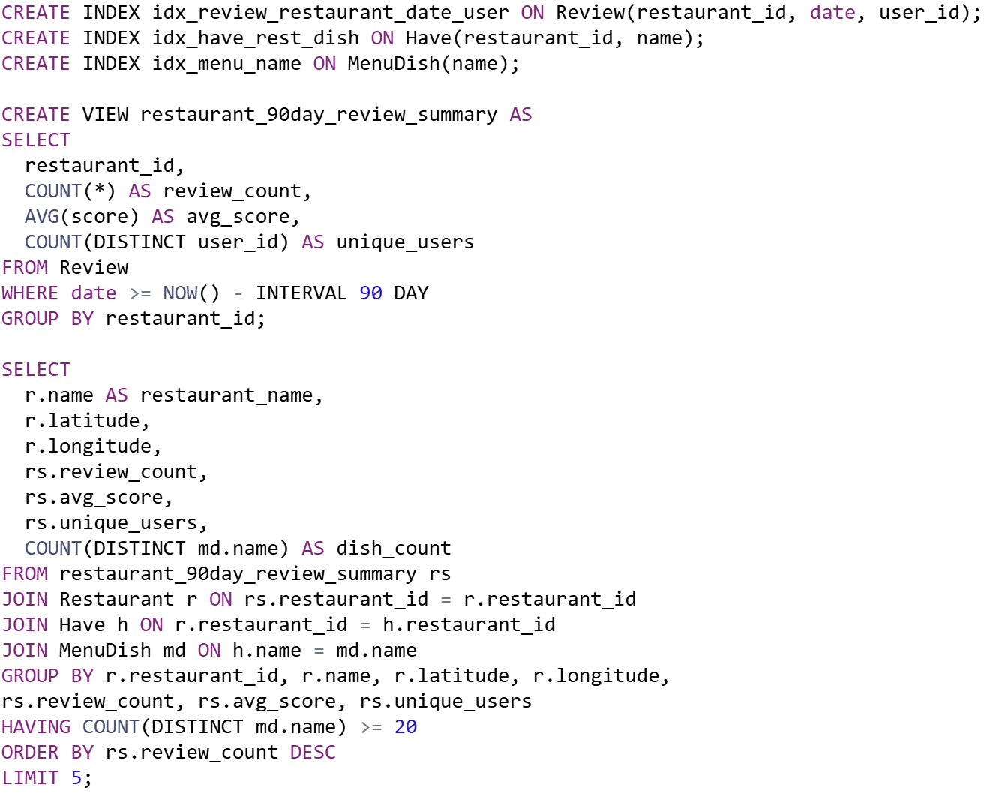 CREATE INDEX idx_review_restaurant_date_user ON Review(restaurant_id, date, user_id);
CREATE INDEX idx_have_rest_dish ON Have(restaurant_id, name);
CREATE INDEX idx_menu_name ON MenuDish(name);

CREATE VIEW restaurant_90day_review_summary AS
SELECT
  restaurant_id,
  COUNT(*) AS review_count,
  AVG(score) AS avg_score,
  COUNT(DISTINCT user_id) AS unique_users
FROM Review
WHERE date >= NOW() - INTERVAL 90 DAY
GROUP BY restaurant_id;

SELECT
  r.name AS restaurant_name,
  r.latitude,
  r.longitude,
  rs.review_count,
  rs.avg_score,
  rs.unique_users,
  COUNT(DISTINCT md.name) AS dish_count
FROM restaurant_90day_review_summary rs
JOIN Restaurant r ON rs.restaurant_id = r.restaurant_id
JOIN Have h ON r.restaurant_id = h.restaurant_id
JOIN MenuDish md ON h.name = md.name
GROUP BY r.restaurant_id, r.name, r.latitude, r.longitude,
rs.review_count, rs.avg_score, rs.unique_users
HAVING COUNT(DISTINCT md.name) >= 20
ORDER BY rs.review_count DESC
LIMIT 5;